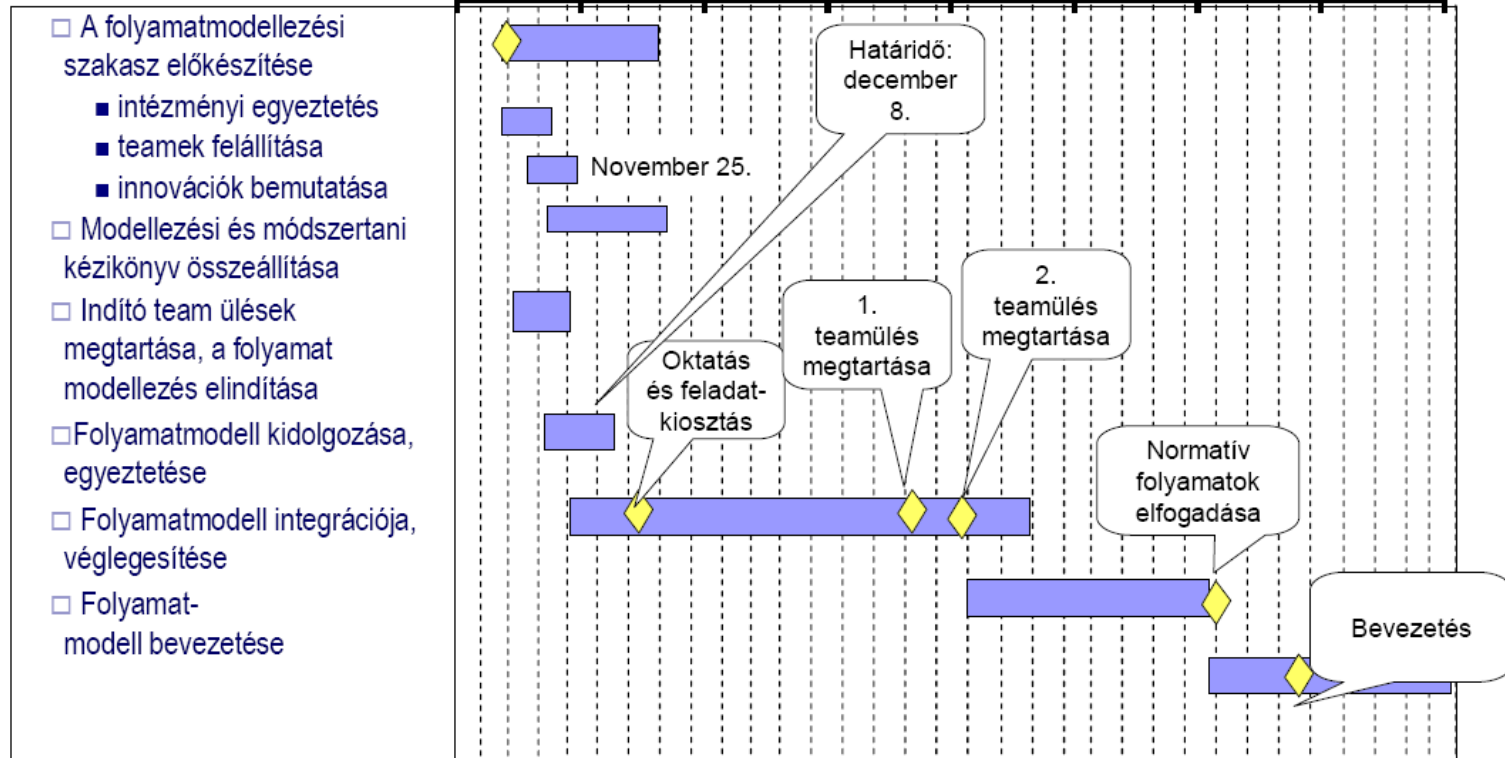 □ A folyamatmodellezési
szakasz előkészítése
■ intézményi egyeztetés
■ teamek felállítása
■ innovációk bemutatása
□ Modellezési és módszertani
kézikönyv összeállítása
□ Indító team ülések
megtartása, a folyamat
modellezés elindítása
□Folyamatmodell kidolgozása,
egyeztetése
□ Folyamatmodell integrációja,
véglegesítése
□ Folyamat-
modell bevezetése
Határidő:
december
8.
November 25.
Oktatás
és feladat-
kiosztás
1.
teamülés
megtartása
2.
teamülés
megtartása
Normatív
folyamatok
elfogadása
Bevezetés